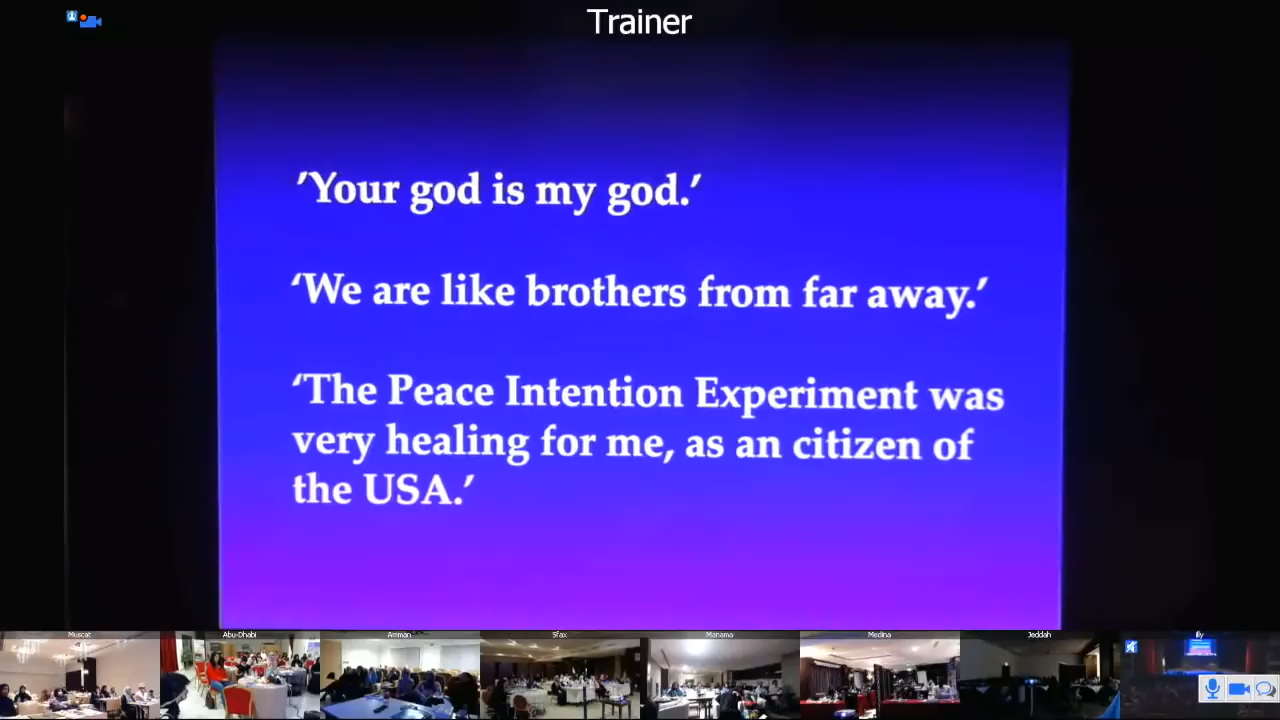 Trainer
’Your god is my god.’
‘We are like brothers from far away.’
‘The Peace Intention Experiment was
very healing for me, as an citizen of
the USA.’
Muscat
Abu-Dhabi
Amman
Sfax
Manama
Medina
Jeddah